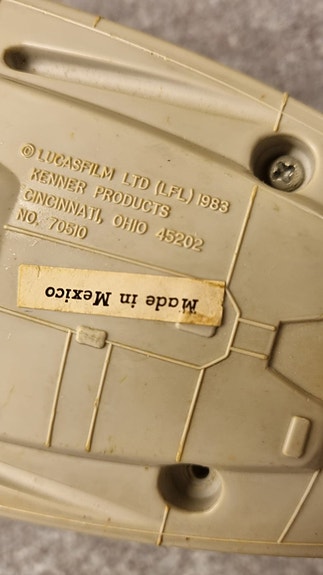 © LUCASFILM LTD (LFL) 1983
KENNER PRODUCTS
CINCINNATI, OHIO 45202
NO. 70510
Made in Mexico